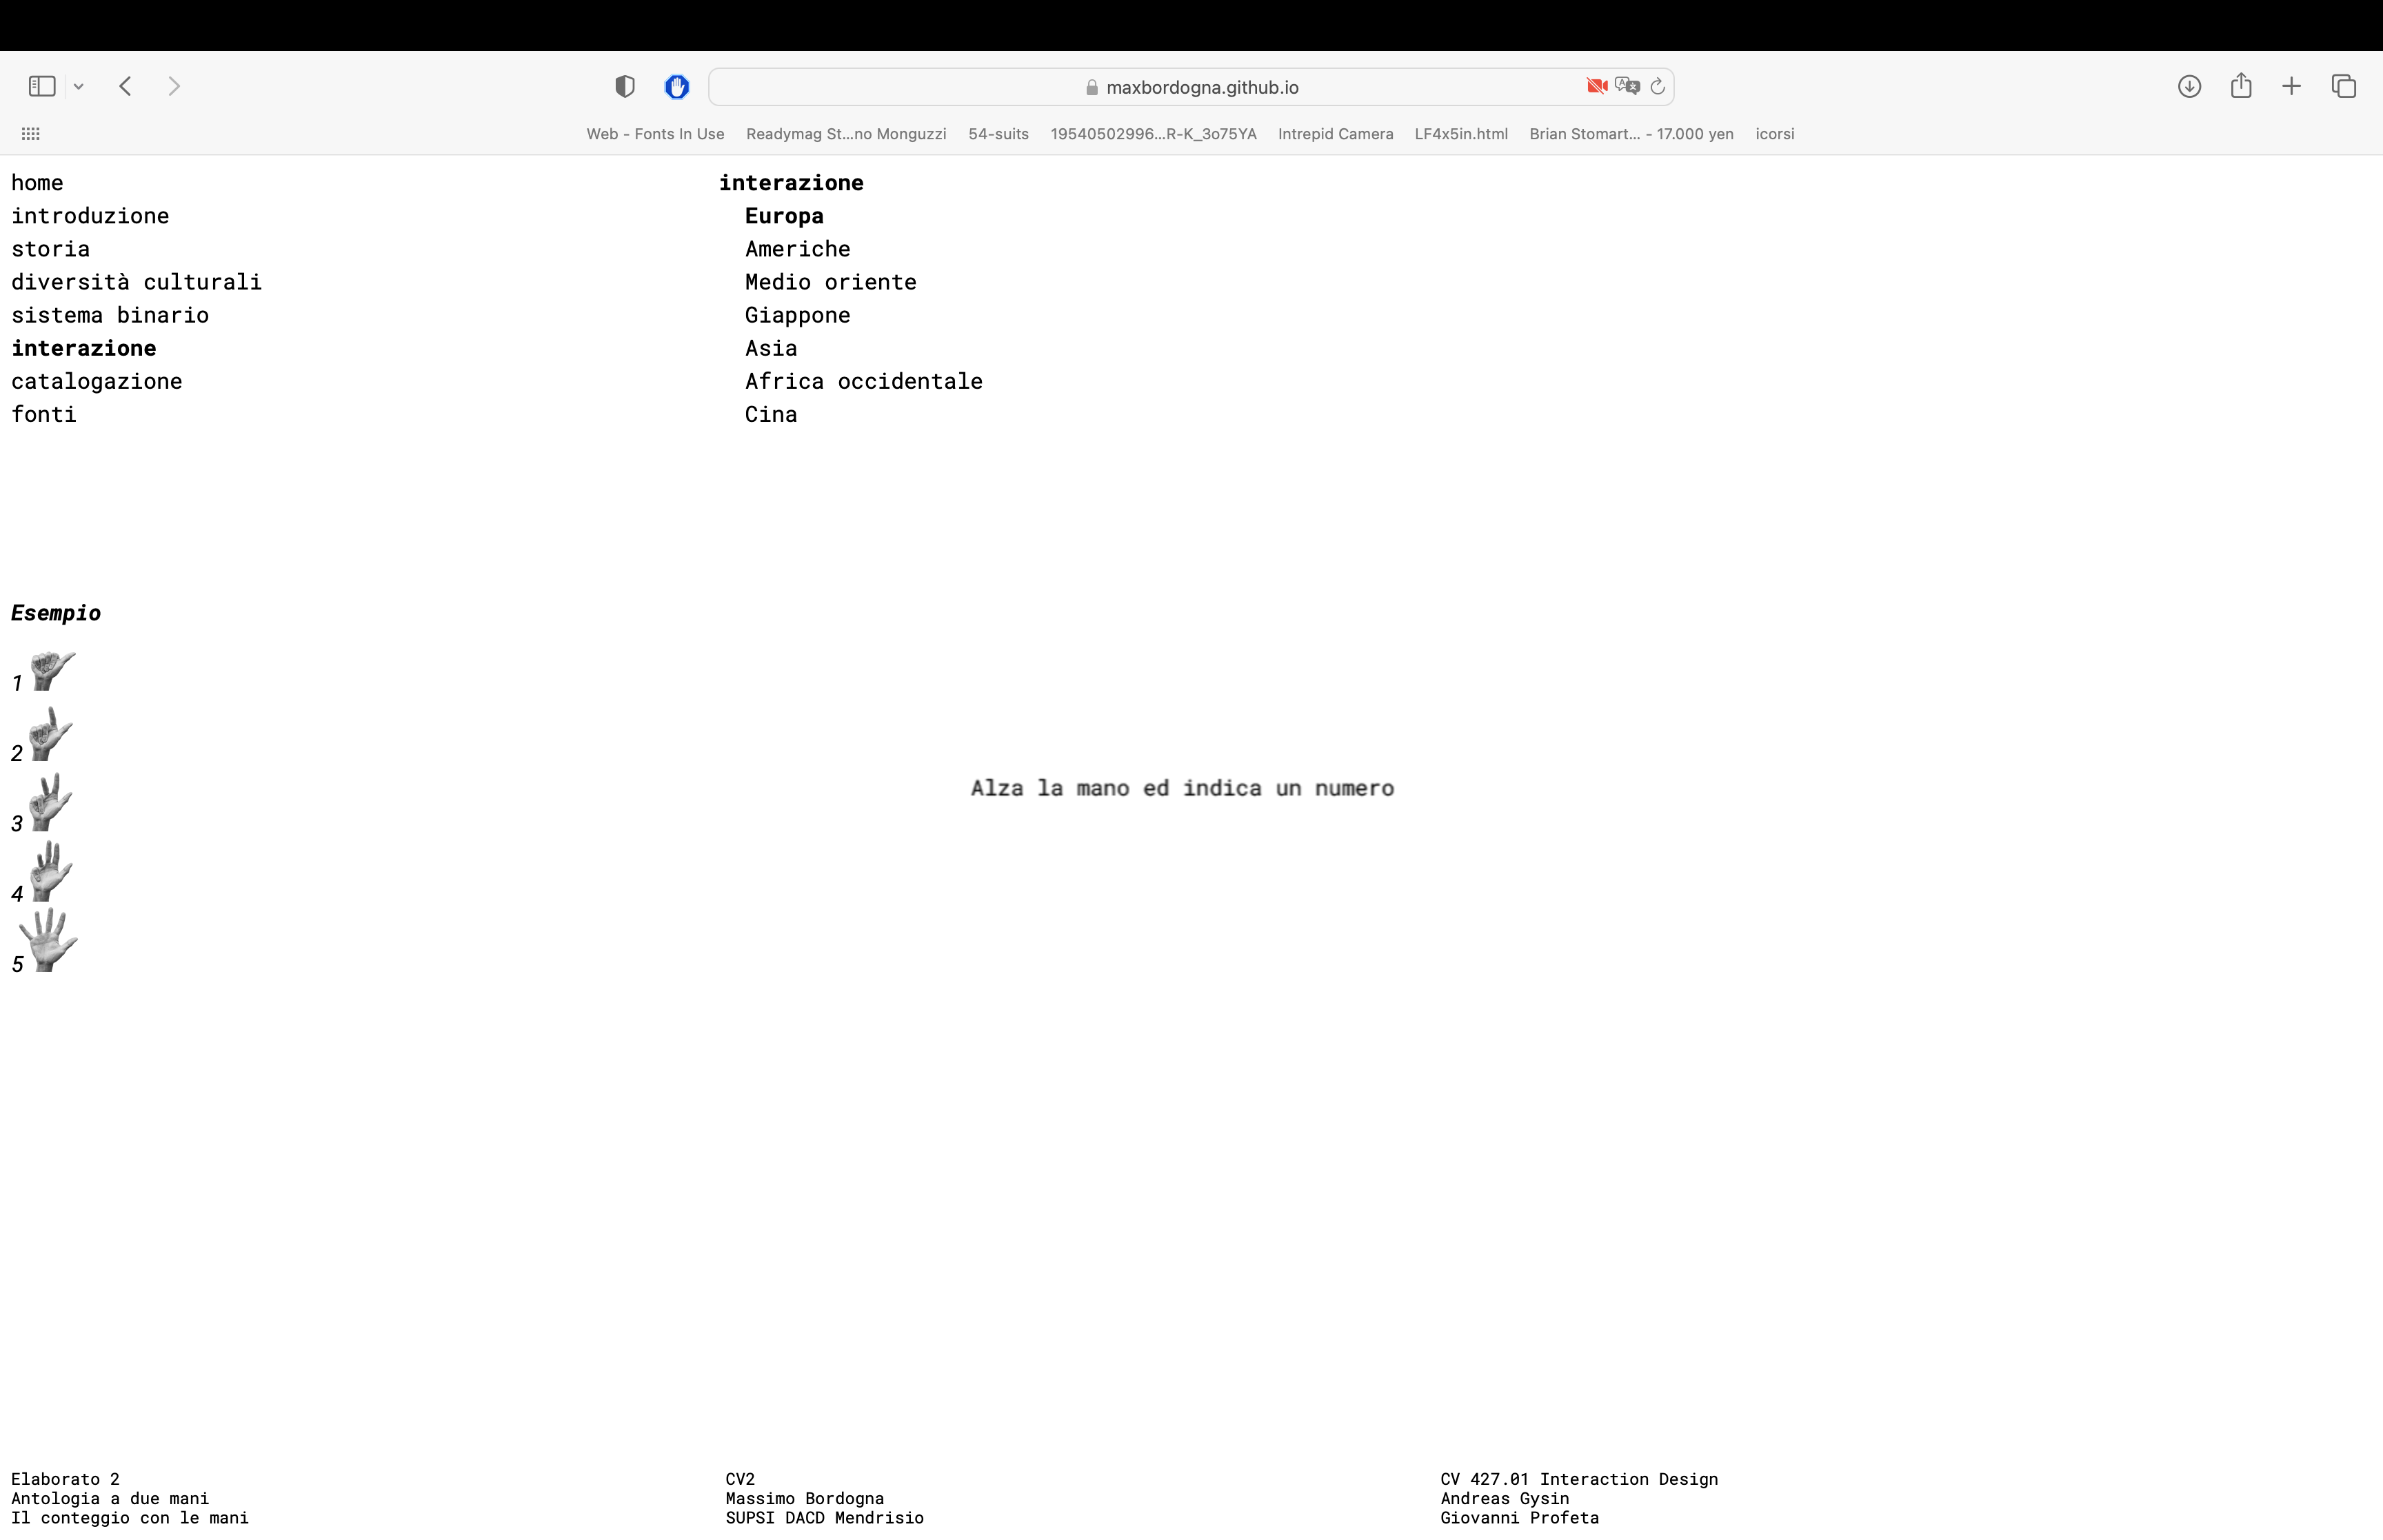 maxbordogna.github.io
Web - Fonts In Use
Readymag St...no Monguzzi
54-suits
19540502996...R-K_3o75YA
Intrepid Camera
LF4x5in.html
Brian Stomart... - 17.000 yen
icorsi
home
introduzione
storia
diversità culturali
sistema binario
interazione
catalogazione
fonti
interazione
Europa
Americhe
Medio oriente
Giappone
Asia
Africa occidentale
Cina
Esempio
1
2
3
4
5
Alza la mano ed indica un numero
Elaborato 2
Antologia a due mani
Il conteggio con le mani
CV2
Massimo Bordogna
SUPSI DACD Mendrisio
CV 427.01 Interaction Design
Andreas Gysin
Giovanni Profeta